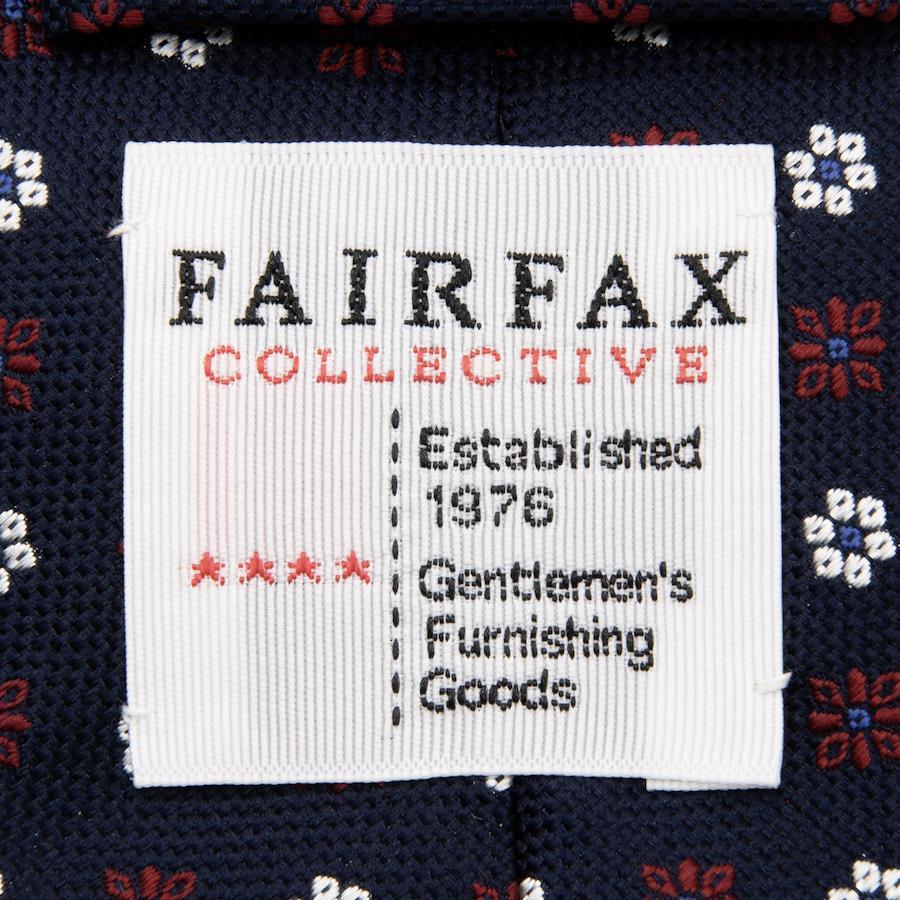 FAIRFAX
COLLECTIVE
Established
1976
★★★★
Gentlemen's
Furnishing
Goods